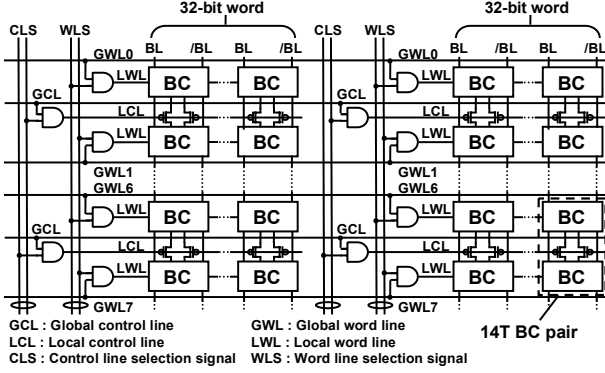 32-bit word 32-bit word
CLS WLS BL /BL BL /BL CLS WLS BL /BL BL /BL
GWL0 GWL0
LWL BC BC LWL BC BC
GCL GCL
LCL LCL
LWL BC BC LWL BC BC
GWL1 GWL1
GWL6 GWL6
LWL BC BC LWL BC BC
GCL GCL
LCL LCL
LWL BC BC LWL BC BC
GWL7 GWL7
GCL : Global control line GWL : Global word line
LCL : Local control line LWL : Local word line
CLS : Control line selection signal WLS : Word line selection signal
14T BC pair